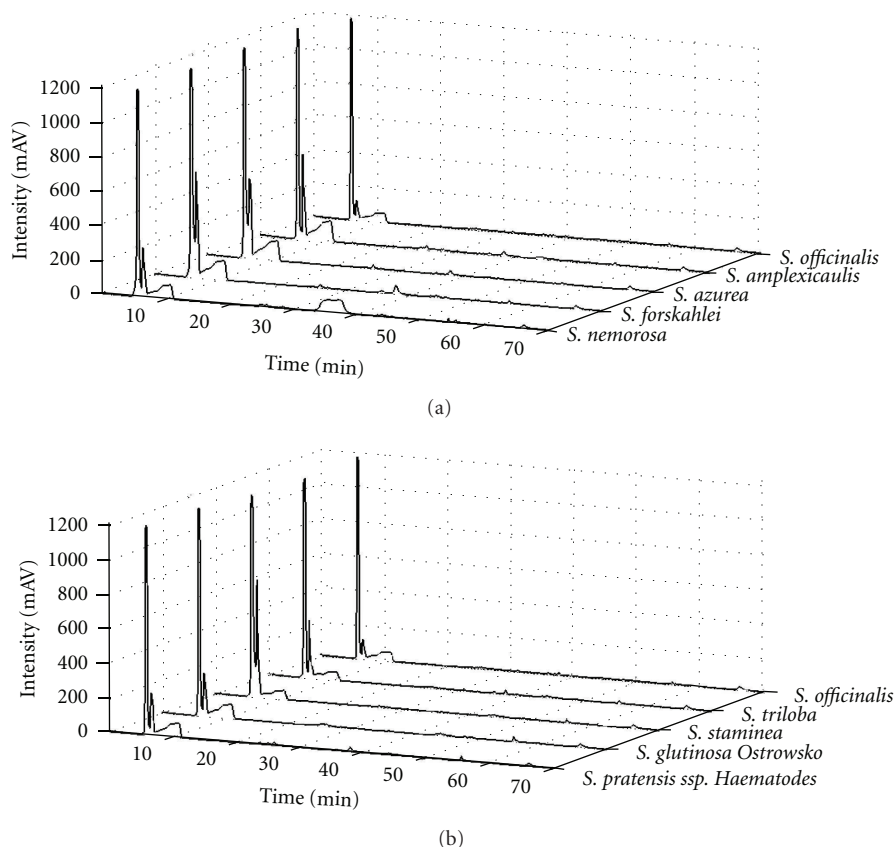 1200
1000
800
600
400
200
0
Intensity (mAV)
10
20
30
40
50
60
70
Time (min)
S. officinalis
S. amplexicaulis
S. azurea
S. forskahlei
S. nemorosa
(a)
1200
1000
800
600
400
200
0
Intensity (mAV)
10
20
30
40
50
60
70
Time (min)
S. officinalis
S. triloba
S. staminea
S. glutinosa Ostrowsko
S. pratensis ssp. Haematodes
(b)